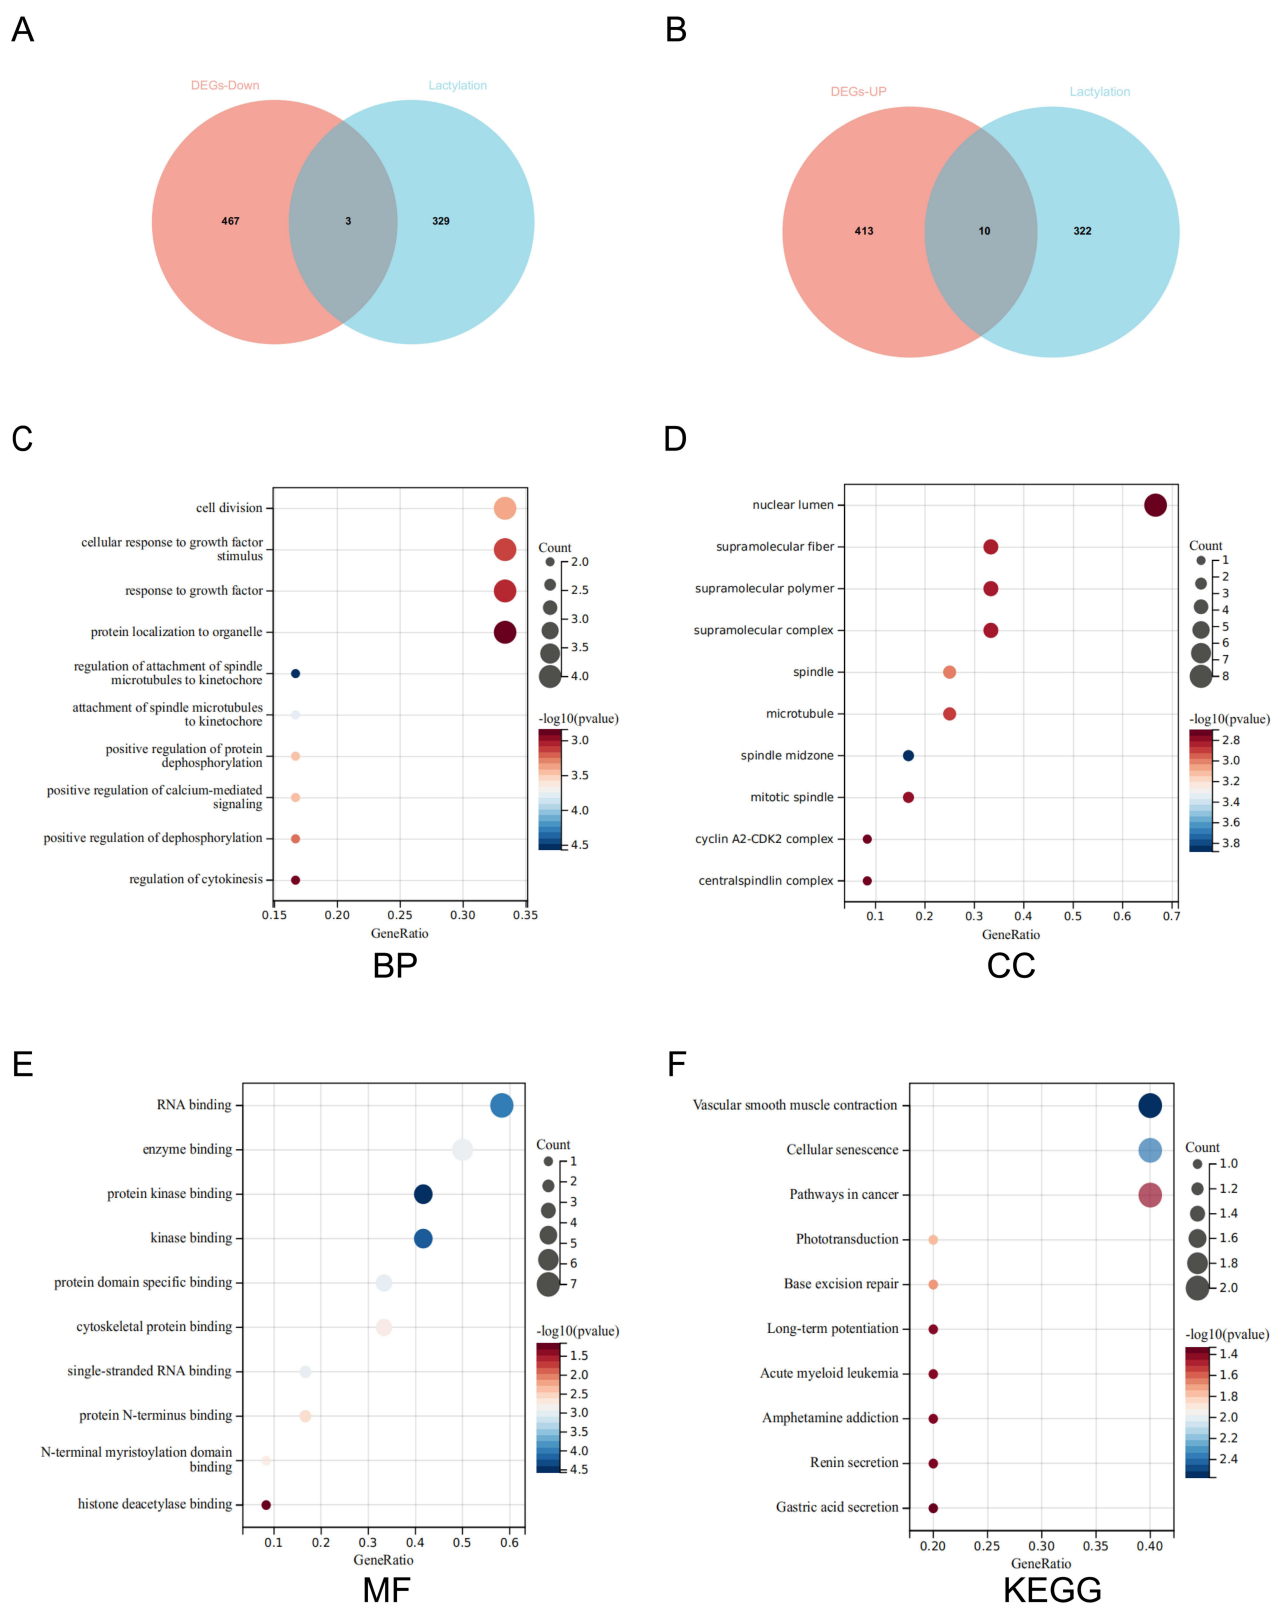 A
B
DEGs-Down
Lactylation
467
3
329
DEGs-UP
Lactylation
413
10
322
C
cell division
cellular response to growth factor
stimulus
response to growth factor
protein localization to organelle
regulation of attachment of spindle
microtubules to kinetochore
attachment of spindle microtubules
to kinetochore
positive regulation of protein
dephosphorylation
positive regulation of calcium-mediated
signaling
positive regulation of dephosphorylation
regulation of cytokinesis
0.15 0.20 0.25 0.30 0.35
GeneRatio
BP
Count
2.0
2.5
3.0
3.5
4.0
-log10(pvalue)
3.0
3.5
4.0
4.5
D
nuclear lumen
supramolecular fiber
supramolecular polymer
supramolecular complex
spindle
microtubule
spindle midzone
mitotic spindle
cyclin A2-CDK2 complex
centralspindlin complex
0.1 0.2 0.3 0.4 0.5 0.6 0.7
GeneRatio
CC
Count
1
2
3
4
5
6
7
8
-log10(pvalue)
2.8
3.0
3.2
3.4
3.6
3.8
E
RNA binding
enzyme binding
protein kinase binding
kinase binding
protein domain specific binding
cytoskeletal protein binding
single-stranded RNA binding
protein N-terminus binding
N-terminal myristoylation domain
binding
histone deacetylase binding
0.1 0.2 0.3 0.4 0.5 0.6
GeneRatio
MF
Count
1
2
3
4
5
6
7
-log10(pvalue)
1.5
2.0
2.5
3.0
3.5
4.0
4.5
F
Vascular smooth muscle contraction
Cellular senescence
Pathways in cancer
Phototransduction
Base excision repair
Long-term potentiation
Acute myeloid leukemia
Amphetamine addiction
Renin secretion
Gastric acid secretion
0.20 0.25 0.30 0.35 0.40
GeneRatio
KEGG
Count
1.0
1.2
1.4
1.6
1.8
2.0
-log10(pvalue)
1.4
1.6
1.8
2.0
2.2
2.4